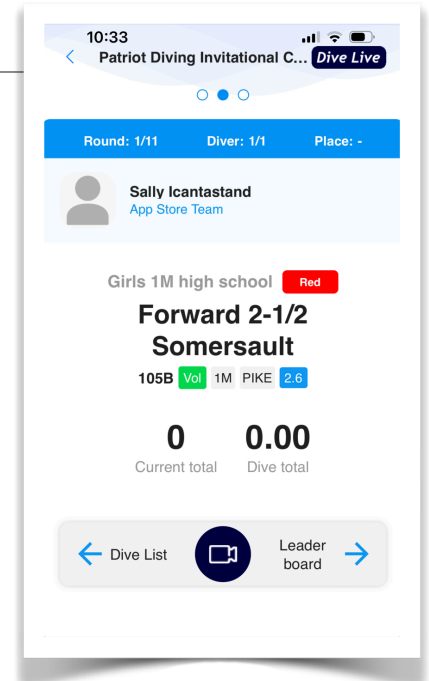 10:33
Patriot Diving Invitational C... Dive Live
Round: 1/11 Diver: 1/1 Place: -
Sally Icantastand
App Store Team
Girls 1M high school Red
Forward 2-1/2
Somersault
105B Vol 1M PIKE 2.6
0 0.00
Current total Dive total
Dive List Leader
board